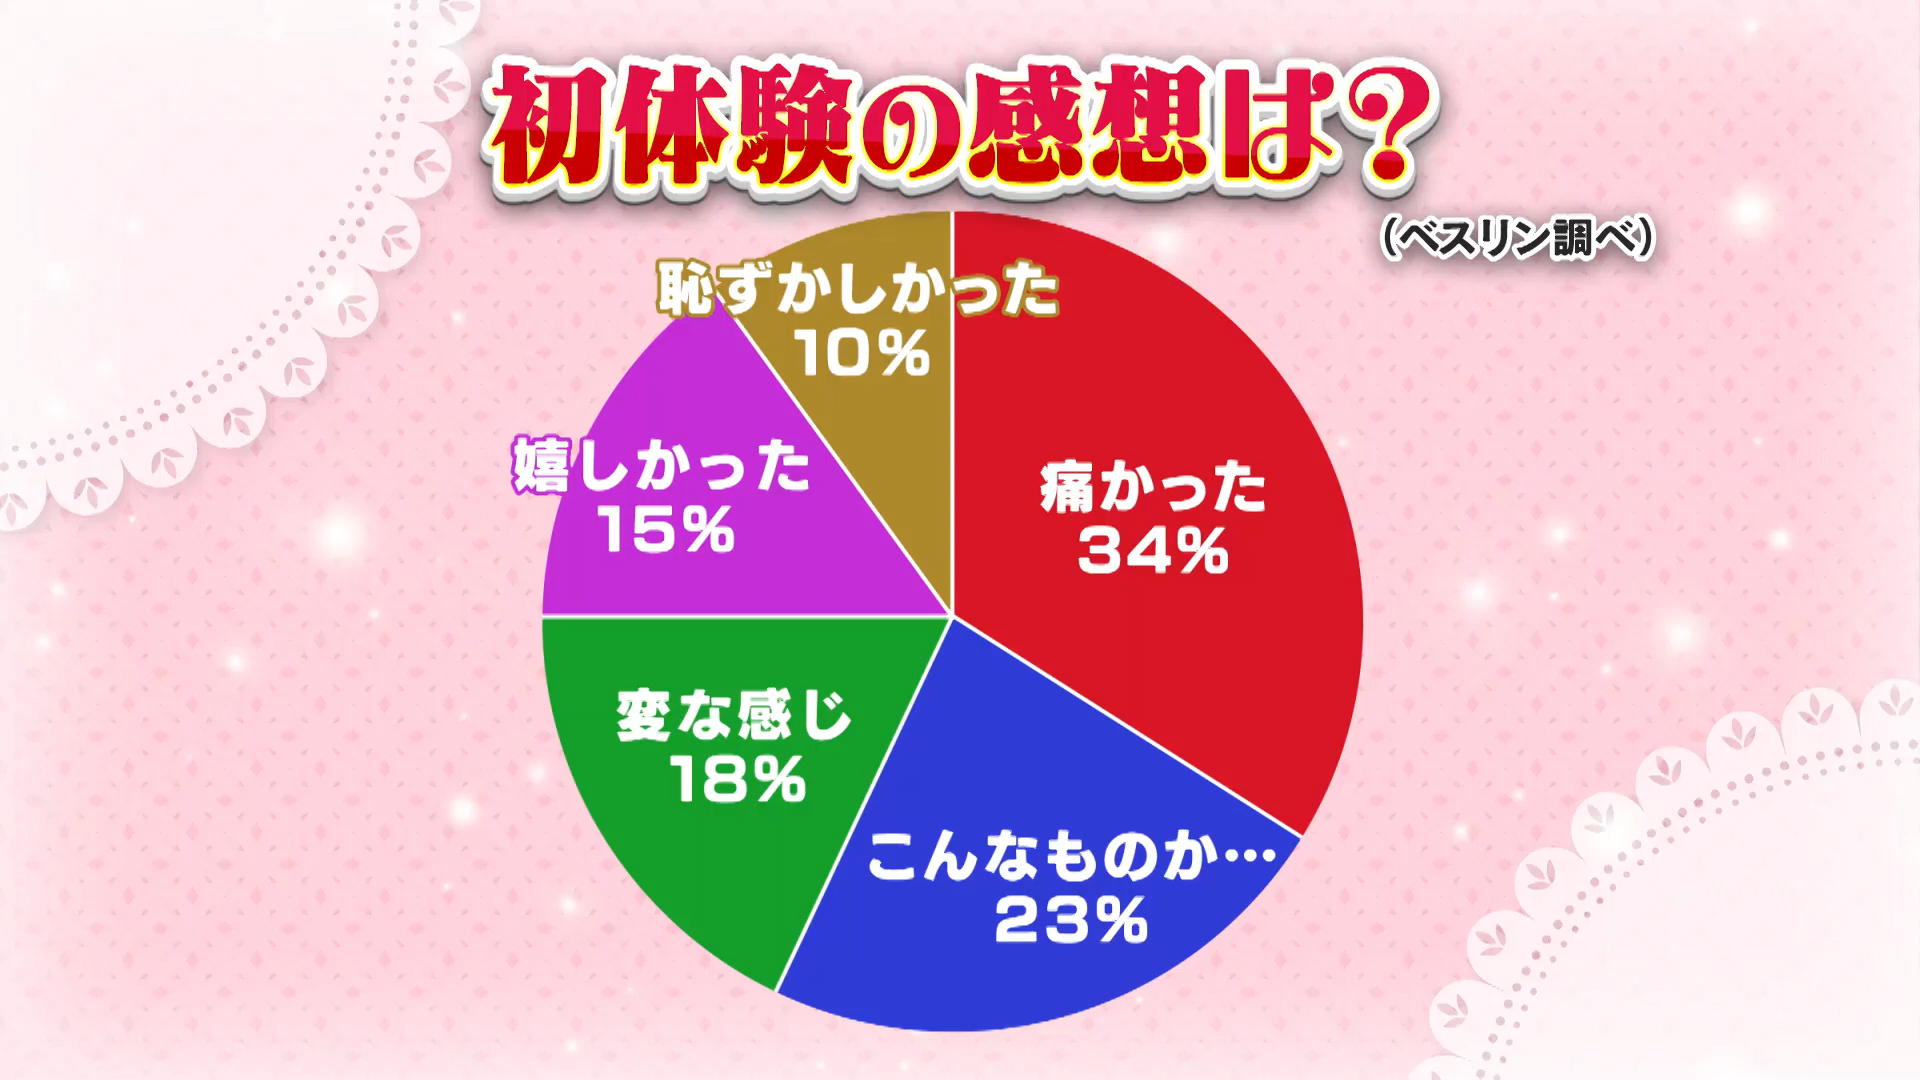 初体験の感想は?
(ベスリン調べ)
恥ずかしかった
10%
嬉しかった
15%
痛かった
34%
変な感じ
18%
こんなものか…
23%